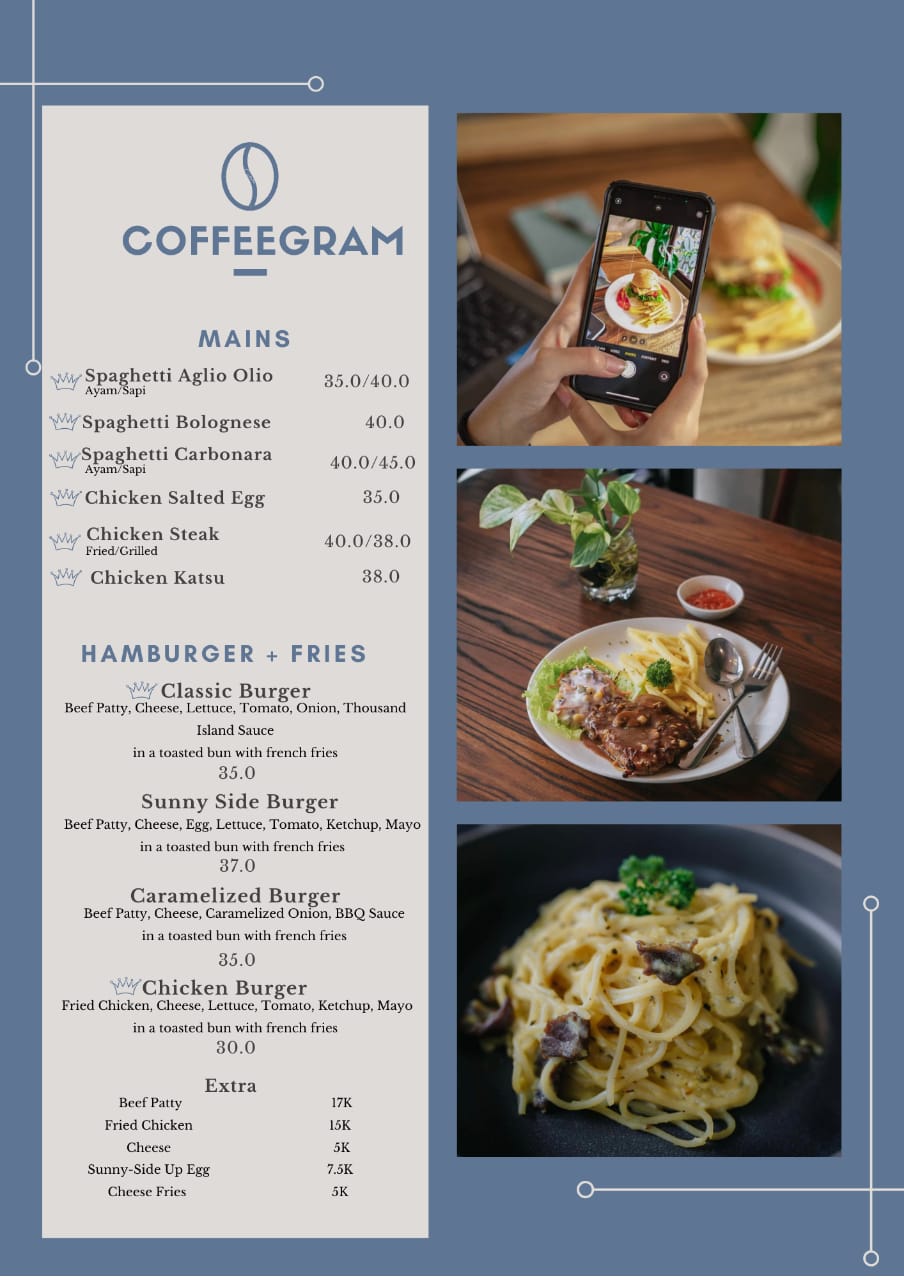 COFFEEGRAM
MAINS
Spaghetti Aglio Olio 35.0/40.0
Ayam/Sapi
Spaghetti Bolognese 40.0
Spaghetti Carbonara 40.0/45.0
Ayam/Sapi
Chicken Salted Egg 35.0
Chicken Steak 40.0/38.0
Fried/Grilled
Chicken Katsu 38.0
HAMBURGER + FRIES
Classic Burger
Beef Patty, Cheese, Lettuce, Tomato, Onion, Thousand
Island Sauce
in a toasted bun with french fries
35.0
Sunny Side Burger
Beef Patty, Cheese, Egg, Lettuce, Tomato, Ketchup, Mayo
in a toasted bun with french fries
37.0
Caramelized Burger
Beef Patty, Cheese, Caramelized Onion, BBQ Sauce
in a toasted bun with french fries
35.0
Chicken Burger
Fried Chicken, Cheese, Lettuce, Tomato, Ketchup, Mayo
in a toasted bun with french fries
30.0
Extra
Beef Patty 17K
Fried Chicken 15K
Cheese 5K
Sunny-Side Up Egg 7.5K
Cheese Fries 5K